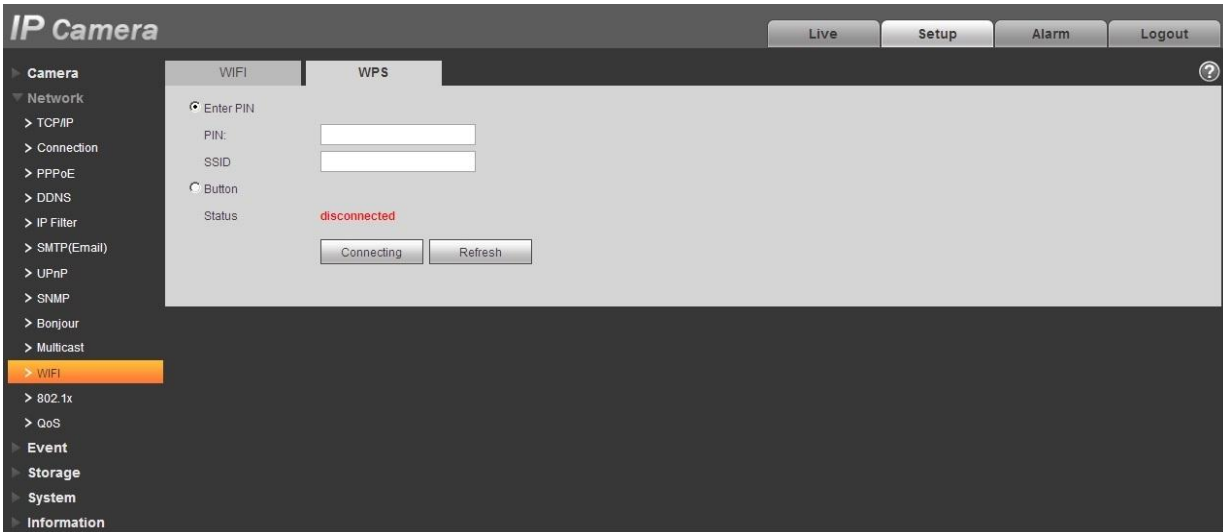 IP Camera
Live Setup Alarm Logout
Camera
Network
> TCP/IP
> Connection
> PPPoE
> DDNS
> IP Filter
> SMTP(Email)
> UPnP
> SNMP
> Bonjour
> Multicast
> WIFI
> 802.1x
> QoS
Event
Storage
System
Information
WIFI WPS
?
Enter PIN
PIN:
SSID
Button
Status disconnected
Connecting Refresh